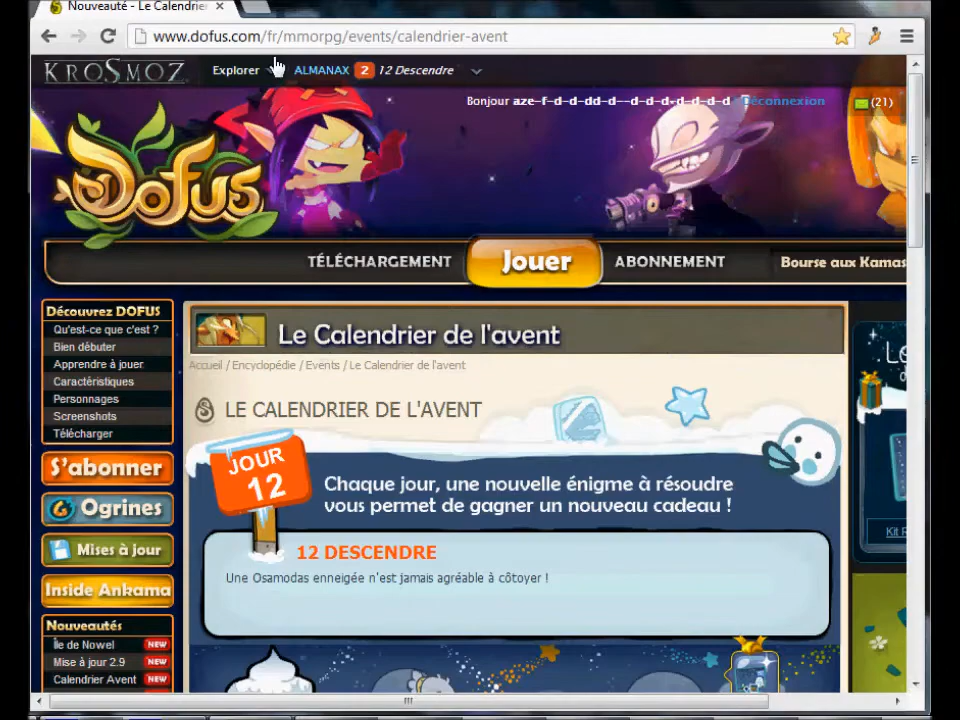 Nouveauté - Le Calendrier
www.dofus.com/fr/mmorpg/events/calendrier-avent
KROSMOZ
Explorer
ALMANAX 2 12 Descendre
Bonjour aze-f-d-d-dd-d--d-d-d-d-d-d-d Déconnexion
(21)
DOFUS
TÉLÉCHARGEMENT
Jouer
ABONNEMENT
Bourse aux Kamas
Découvrez DOFUS
Qu'est-ce que c'est ?
Bien débuter
Apprendre à jouer
Caractéristiques
Personnages
Screenshots
Télécharger
S'abonner
Ogrines
Mises à jour
Inside Ankama
Nouveautés
Île de Nowel NEW
Mise à jour 2.9 NEW
Calendrier Avent NEW
Le Calendrier de l'avent
Accueil / Encyclopédie / Events / Le Calendrier de l'avent
LE CALENDRIER DE L'AVENT
JOUR
12
Chaque jour, une nouvelle énigme à résoudre
vous permet de gagner un nouveau cadeau !
12 DESCENDRE
Une Osamodas enneigée n'est jamais agréable à côtoyer !
Kit R